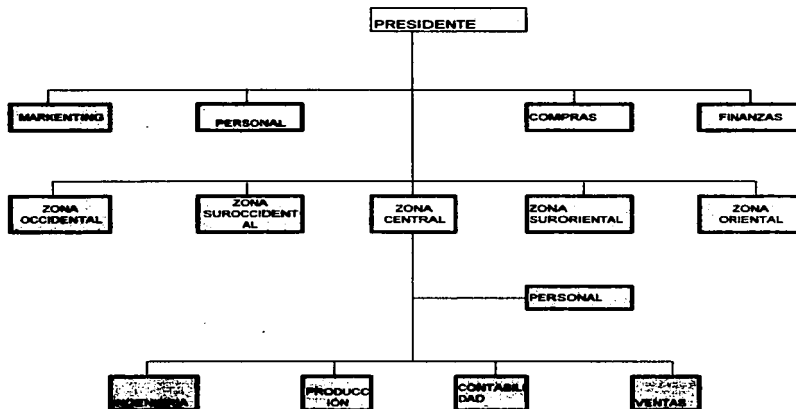 PRESIDENTE
MARKENTING
PERSONAL
COMPRAS
FINANZAS
ZONA
OCCIDENTAL
ZONA
SUROCCIDENT
AL
ZONA
CENTRAL
ZONA
SURORIENTAL
ZONA
ORIENTAL
PERSONAL
INGENIERIA
PRODUCC
IÓN
CONTABILI
DAD
VENTAS